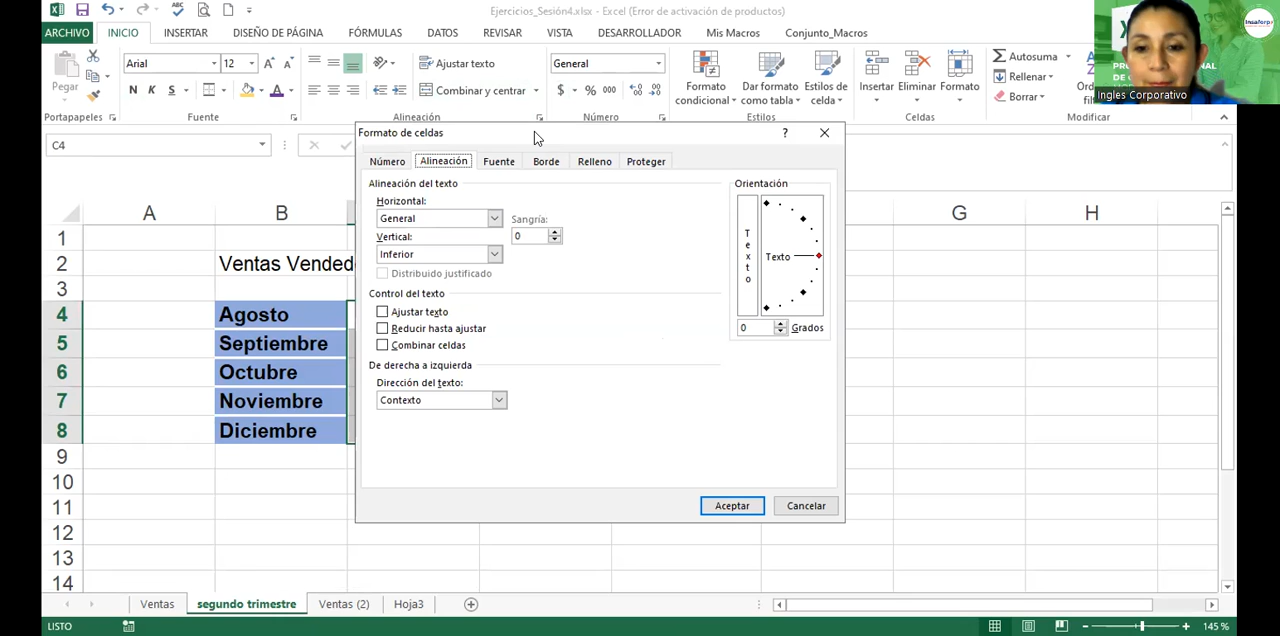 Ejercicios_Sesión4.xlsx - Excel (Error de activación de productos)
ARCHIVO INICIO INSERTAR DISEÑO DE PÁGINA FÓRMULAS DATOS REVISAR VISTA DESARROLLADOR Mis Macros Conjunto_Macros
Pegar
Arial 12
N K S
Ajustar texto
Combinar y centrar
General
$ % 000
Formato condicional
Dar formato como tabla
Estilos de celda
Insertar
Eliminar
Formato
Autosuma
Rellenar
Borrar
Portapapeles Fuente Alineación Número Estilos Celdas Modificar
Insaforp
Ingles Corporativo
C4
Formato de celdas
Número Alineación Fuente Borde Relleno Proteger
Alineación del texto
Horizontal:
General
Sangría:
Vertical:
0
Inferior
Distribuido justificado
Control del texto
Ajustar texto
Reducir hasta ajustar
Combinar celdas
De derecha a izquierda
Dirección del texto:
Contexto
Orientación
Texto
Texto
0 Grados
Aceptar Cancelar
A B G H
1
2 Ventas Vended
3
4 Agosto
5 Septiembre
6 Octubre
7 Noviembre
8 Diciembre
9
10
11
12
13
14
Ventas segundo trimestre Ventas (2) Hoja3
LISTO 145 %